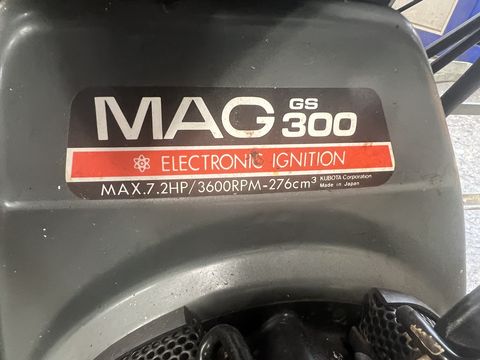 MAG GS 300
ELECTRONIC IGNITION
MAX.7.2HP/3600RPM-276cm³ KUBOTA Corporation
Made in Japan